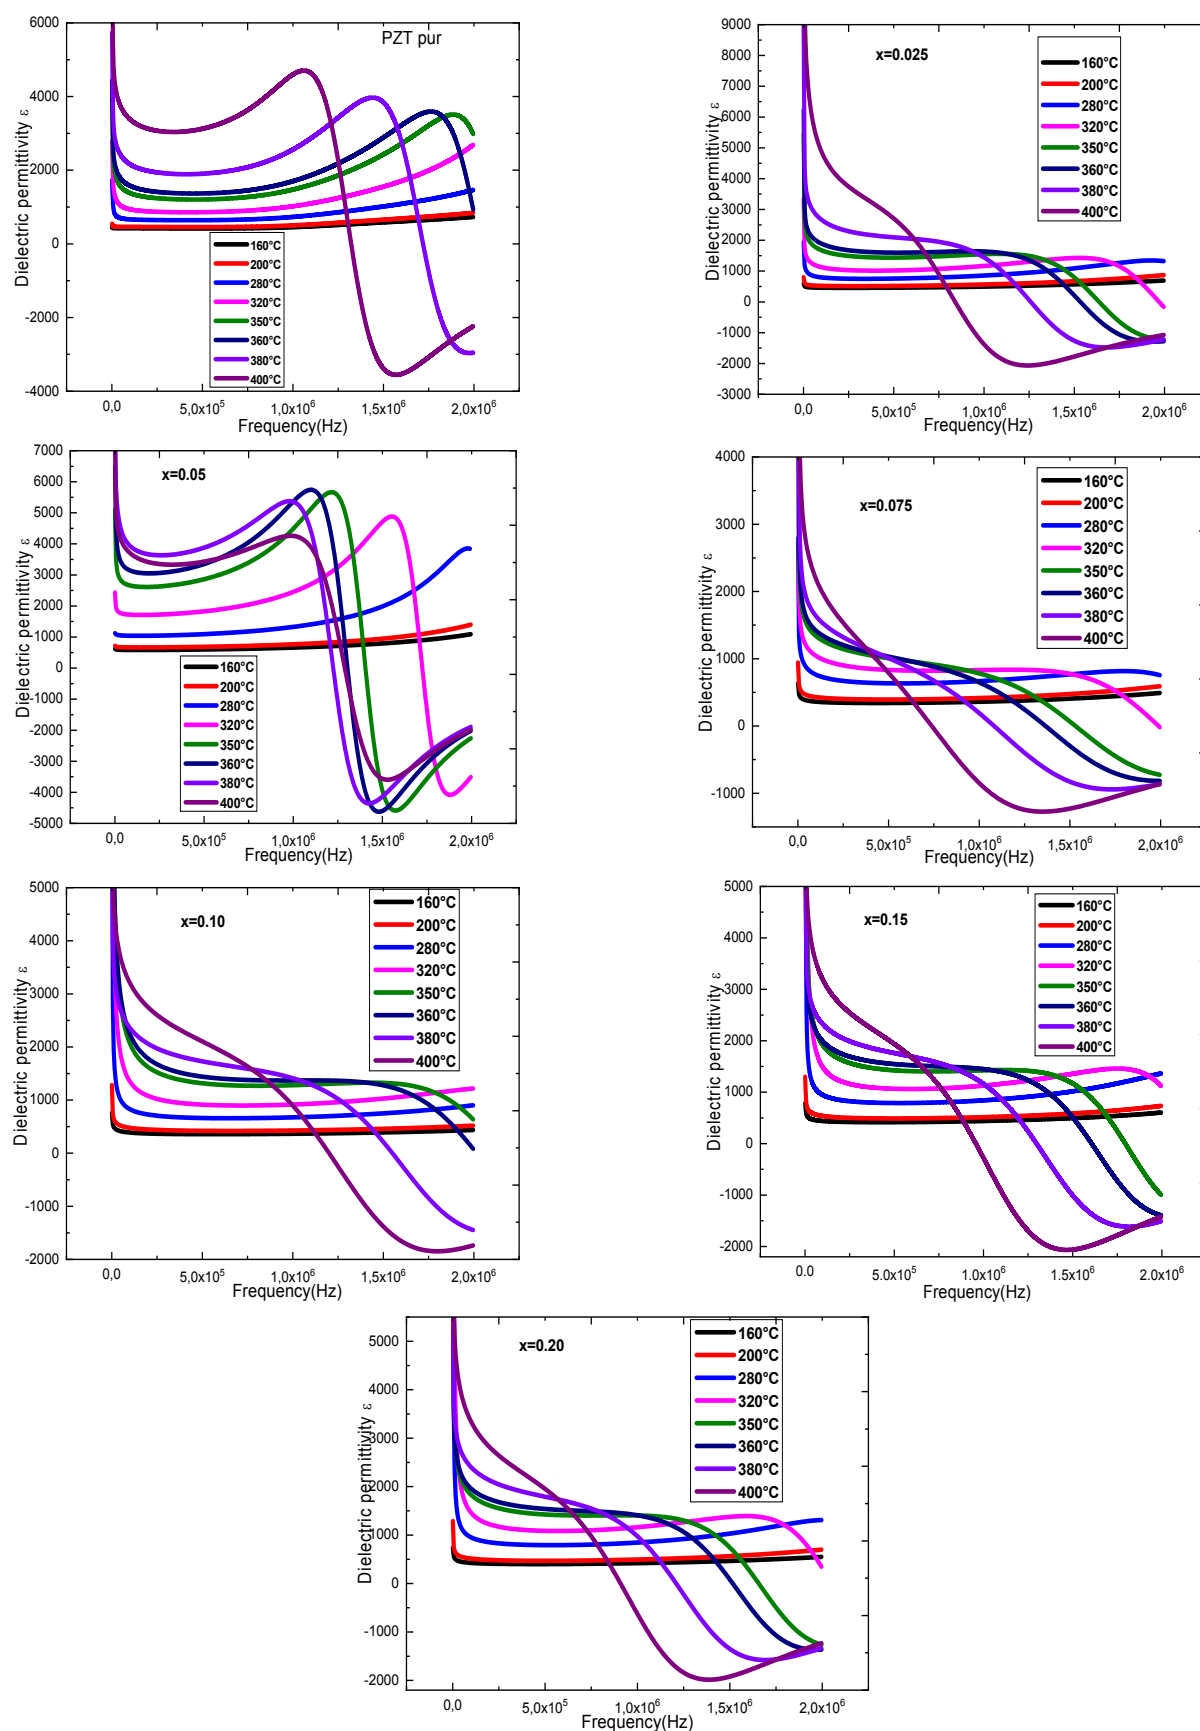 PZT pur
Dielectric permittivity ε
6000
4000
2000
0
-2000
-4000
160°C
200°C
280°C
320°C
350°C
360°C
380°C
400°C
0,0
5,0x10⁵
1,0x10⁶
1,5x10⁶
2,0x10⁶
Frequency(Hz)
x=0.025
Dielectric permittivity ε
9000
8000
7000
6000
5000
4000
3000
2000
1000
0
-1000
-2000
-3000
160°C
200°C
280°C
320°C
350°C
360°C
380°C
400°C
0,0
5,0x10⁵
1,0x10⁶
1,5x10⁶
2,0x10⁶
Frequency(Hz)
x=0.05
Dielectric permittivity ε
7000
6000
5000
4000
3000
2000
1000
0
-1000
-2000
-3000
-4000
-5000
160°C
200°C
280°C
320°C
350°C
360°C
380°C
400°C
0,0
5,0x10⁵
1,0x10⁶
1,5x10⁶
2,0x10⁶
Frequency(Hz)
x=0.075
Dielectric permittivity ε
4000
3000
2000
1000
0
-1000
160°C
200°C
280°C
320°C
350°C
360°C
380°C
400°C
0,0
5,0x10⁵
1,0x10⁶
1,5x10⁶
2,0x10⁶
Frequency(Hz)
x=0.10
Dielectric permittivity ε
5000
4000
3000
2000
1000
0
-1000
-2000
160°C
200°C
280°C
320°C
350°C
360°C
380°C
400°C
0,0
5,0x10⁵
1,0x10⁶
1,5x10⁶
2,0x10⁶
Frequency(Hz)
x=0.15
Dielectric permittivity ε
5000
4000
3000
2000
1000
0
-1000
-2000
160°C
200°C
280°C
320°C
350°C
360°C
380°C
400°C
0.0
5.0x10⁵
1.0x10⁶
1.5x10⁶
2.0x10⁶
Frequency(Hz)
x=0.20
Dielectric permittivity ε
5000
4000
3000
2000
1000
0
-1000
-2000
160°C
200°C
280°C
320°C
350°C
360°C
380°C
400°C
0,0
5,0x10⁵
1,0x10⁶
1,5x10⁶
2,0x10⁶
Frequency(Hz)